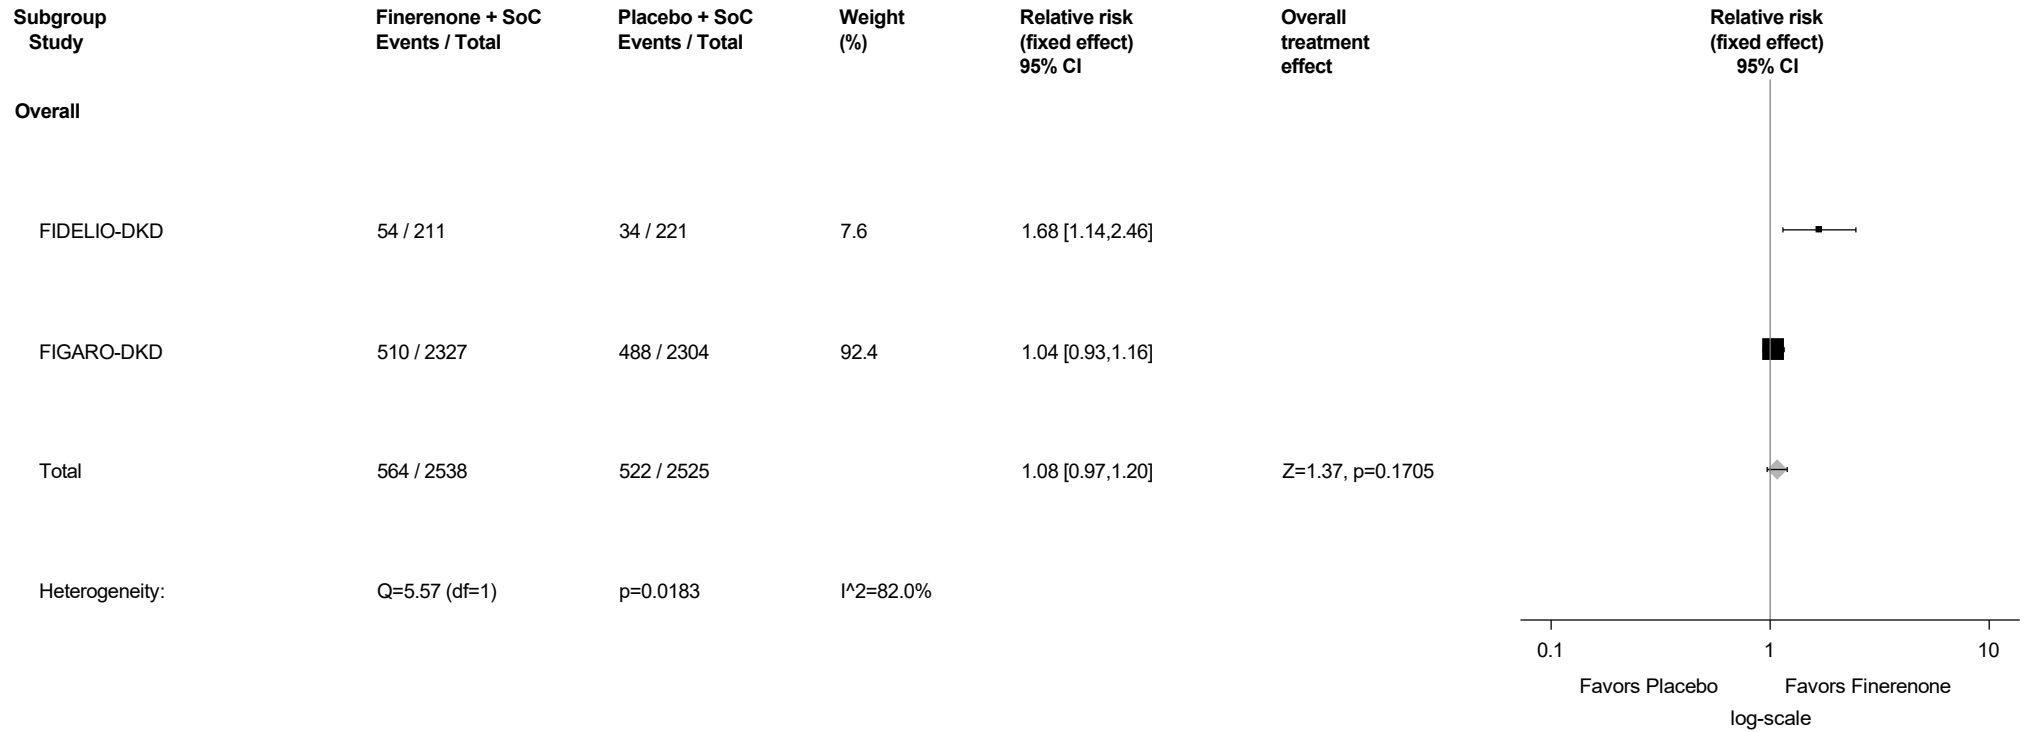 Subgroup Finerenone + SoC Placebo + SoC Weight Relative risk Overall Relative risk
Study Events / Total Events / Total (%) (fixed effect) treatment (fixed effect)
95% CI effect 95% CI
Overall
FIDELIO-DKD 54 / 211 34 / 221 7.6 1.68 [1.14,2.46]
FIGARO-DKD 510 / 2327 488 / 2304 92.4 1.04 [0.93,1.16]
Total 564 / 2538 522 / 2525 1.08 [0.97,1.20] Z=1.37, p=0.1705
Heterogeneity: Q=5.57 (df=1) p=0.0183 I^2=82.0%
0.1 1 10
Favors Placebo Favors Finerenone
log-scale